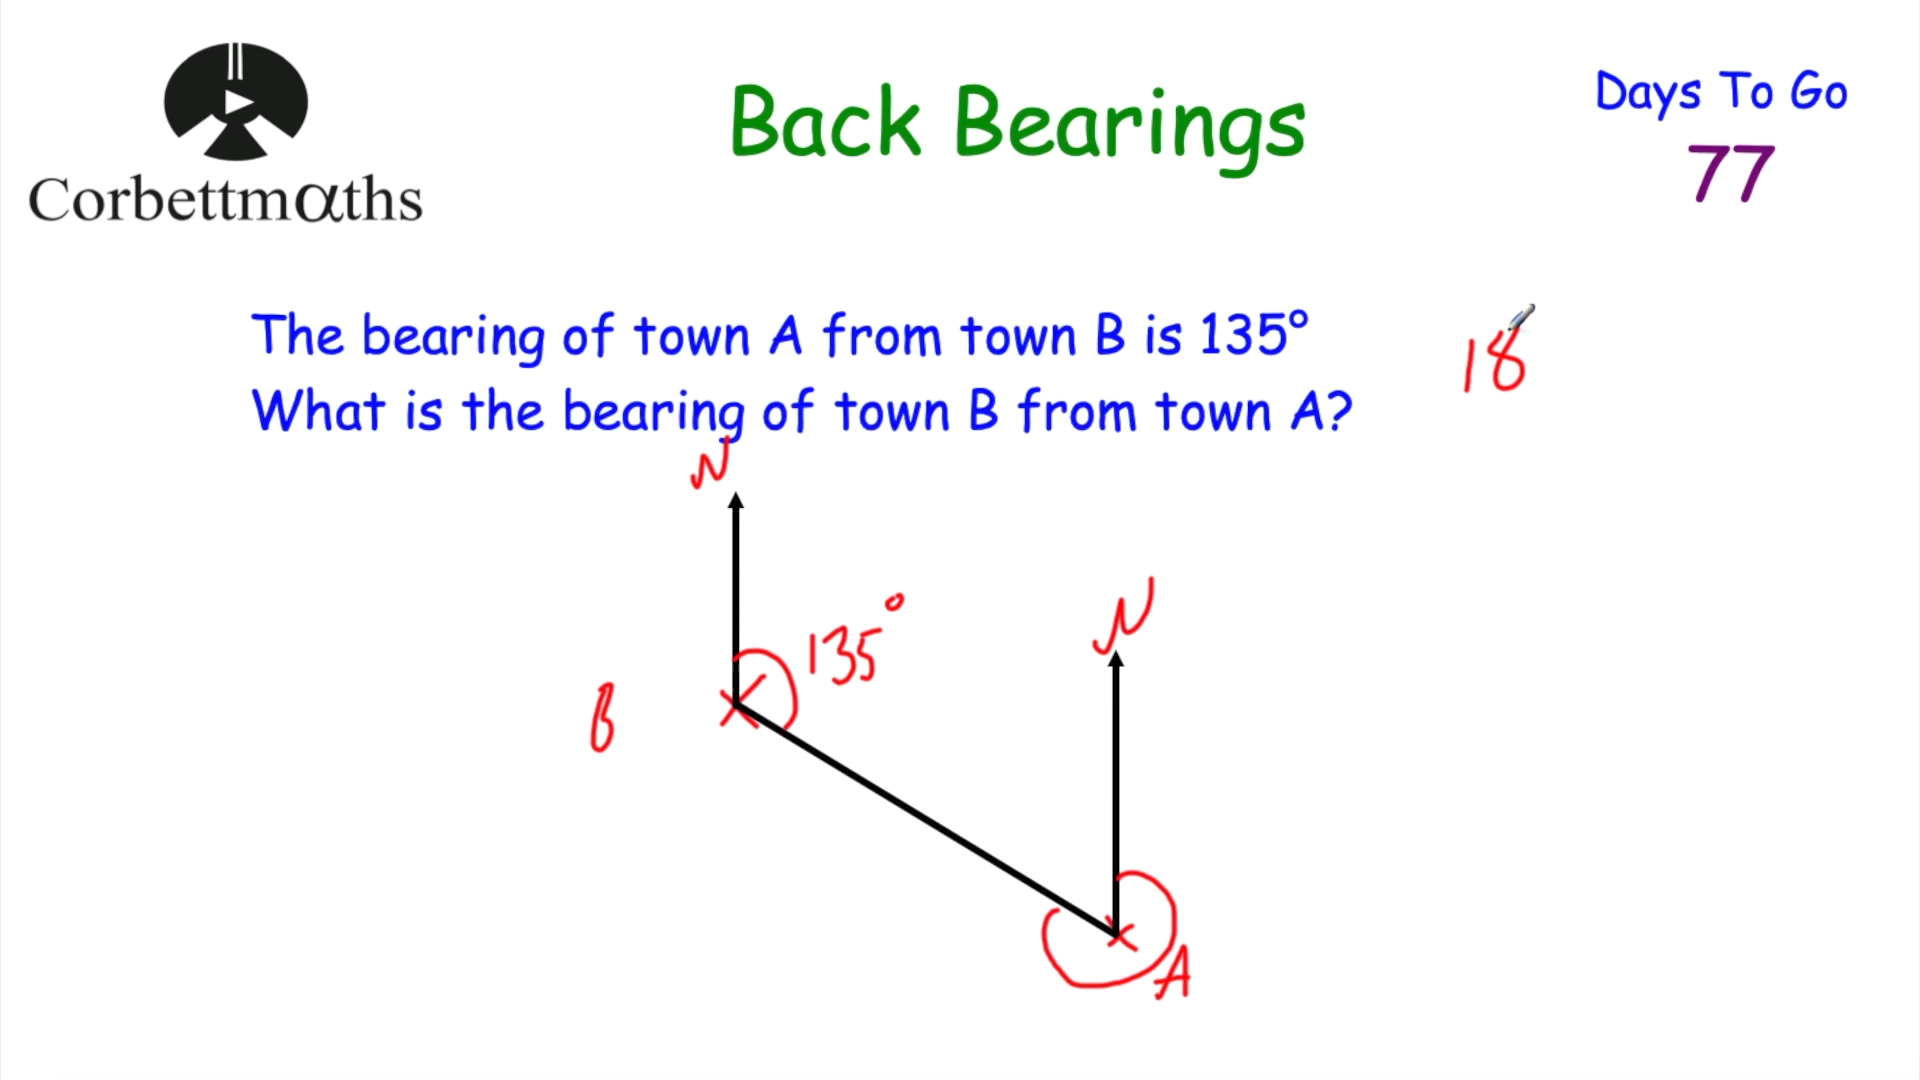 Corbettmαths
Back Bearings
Days To Go
77
The bearing of town A from town B is 135°
What is the bearing of town B from town A?
18
N
135°
N
B
A